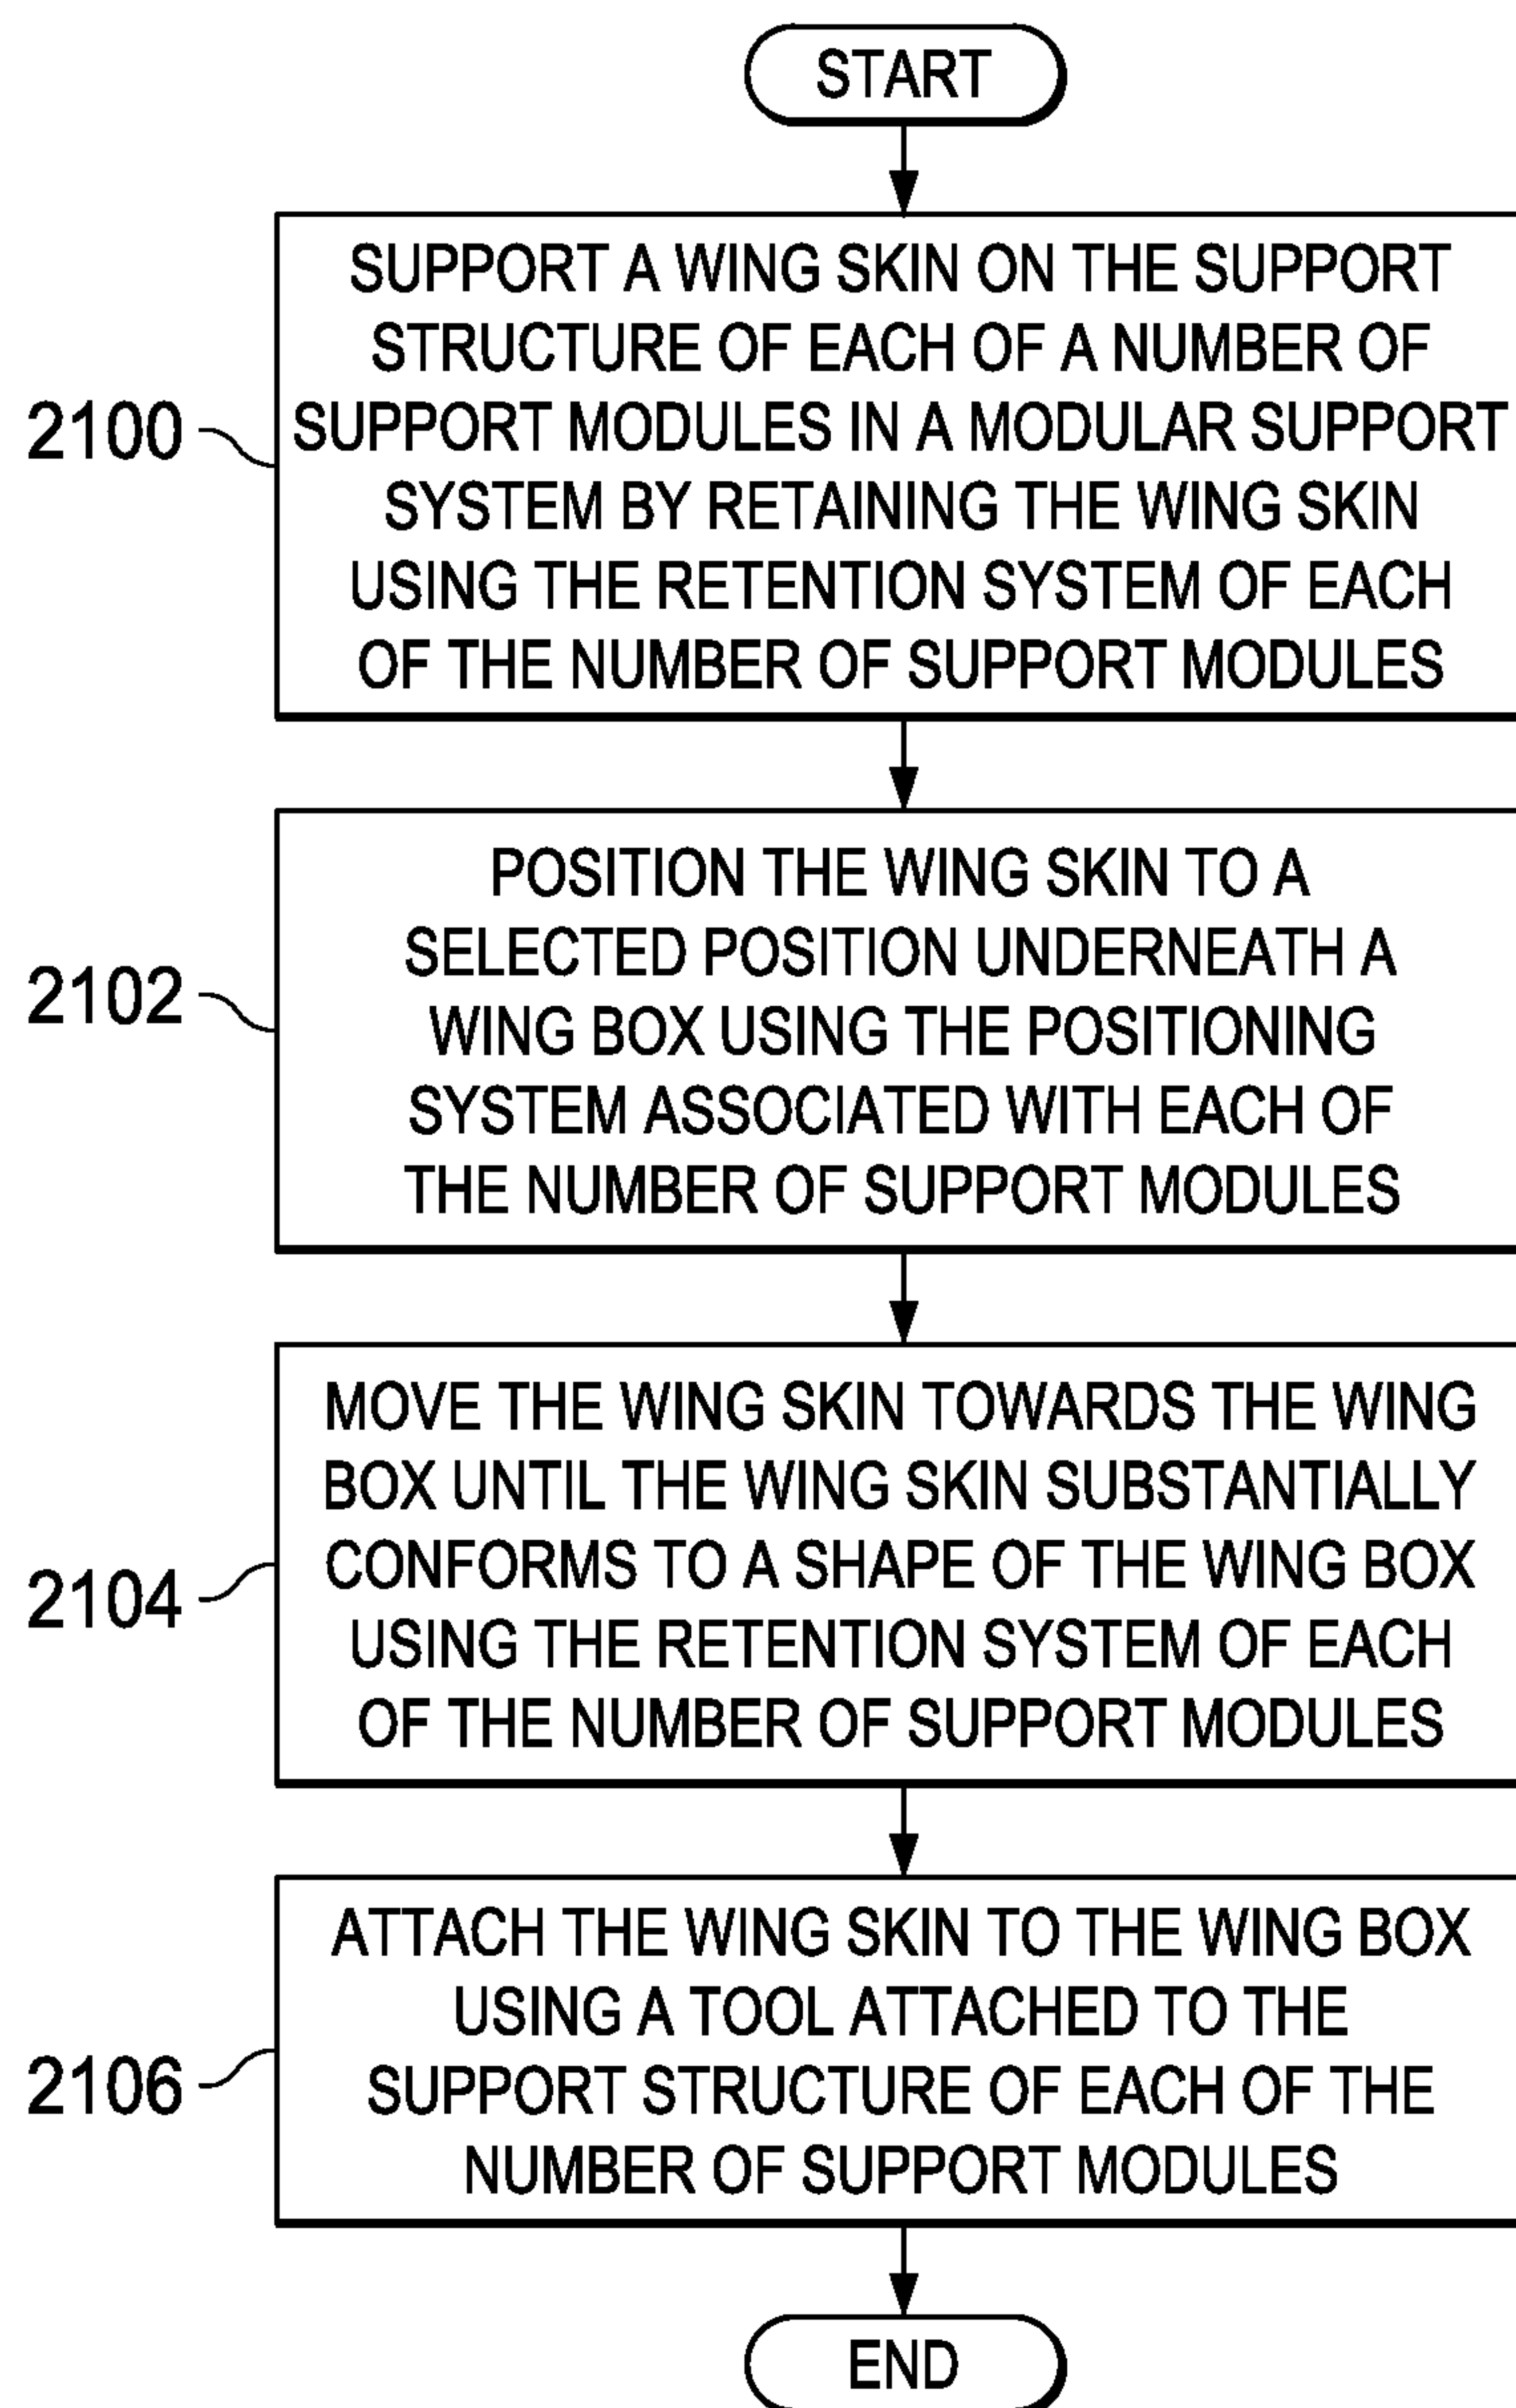 START
SUPPORT A WING SKIN ON THE SUPPORT
STRUCTURE OF EACH OF A NUMBER OF
SUPPORT MODULES IN A MODULAR SUPPORT
SYSTEM BY RETAINING THE WING SKIN
USING THE RETENTION SYSTEM OF EACH
OF THE NUMBER OF SUPPORT MODULES
2100
POSITION THE WING SKIN TO A
SELECTED POSITION UNDERNEATH A
WING BOX USING THE POSITIONING
SYSTEM ASSOCIATED WITH EACH OF
THE NUMBER OF SUPPORT MODULES
2102
MOVE THE WING SKIN TOWARDS THE WING
BOX UNTIL THE WING SKIN SUBSTANTIALLY
CONFORMS TO A SHAPE OF THE WING BOX
USING THE RETENTION SYSTEM OF EACH
OF THE NUMBER OF SUPPORT MODULES
2104
ATTACH THE WING SKIN TO THE WING BOX
USING A TOOL ATTACHED TO THE
SUPPORT STRUCTURE OF EACH OF THE
NUMBER OF SUPPORT MODULES
2106
END